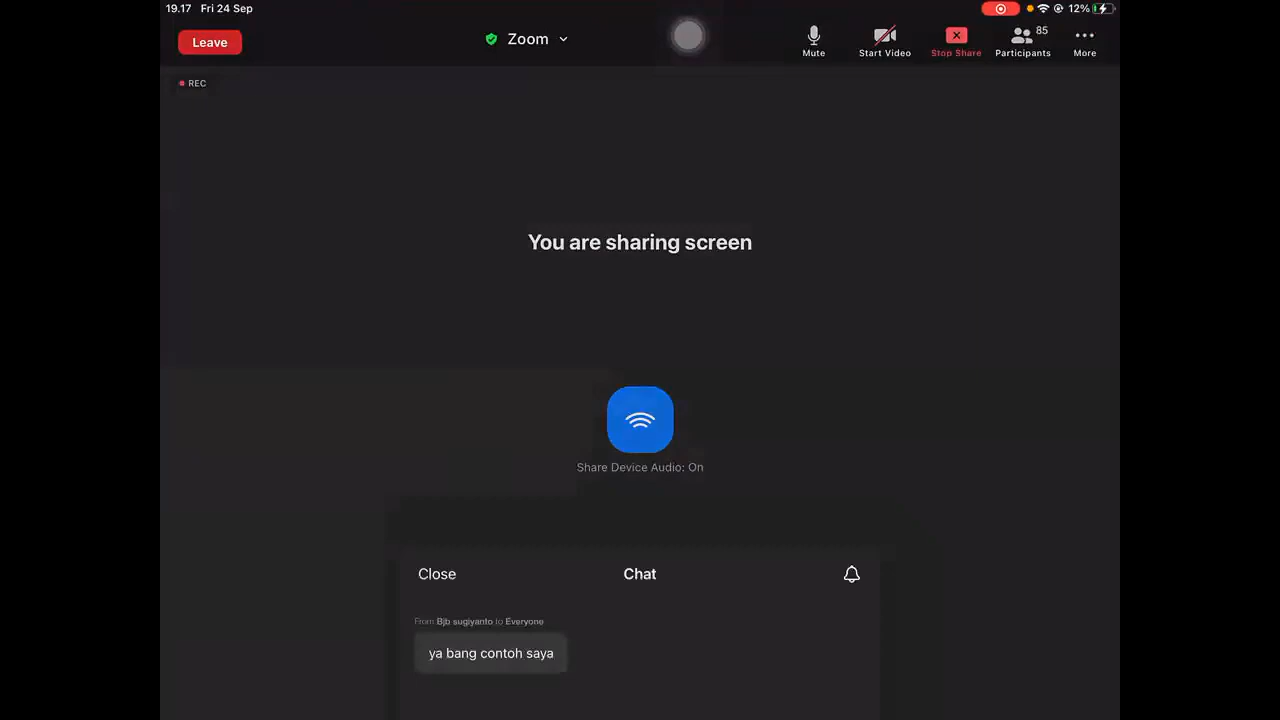 19.17 Fri 24 Sep
12%
Leave
Zoom
85
Mute
Start Video
Stop Share
Participants
More
REC
You are sharing screen
Share Device Audio: On
Close
Chat
From Bjb sugiyanto to Everyone
ya bang contoh saya